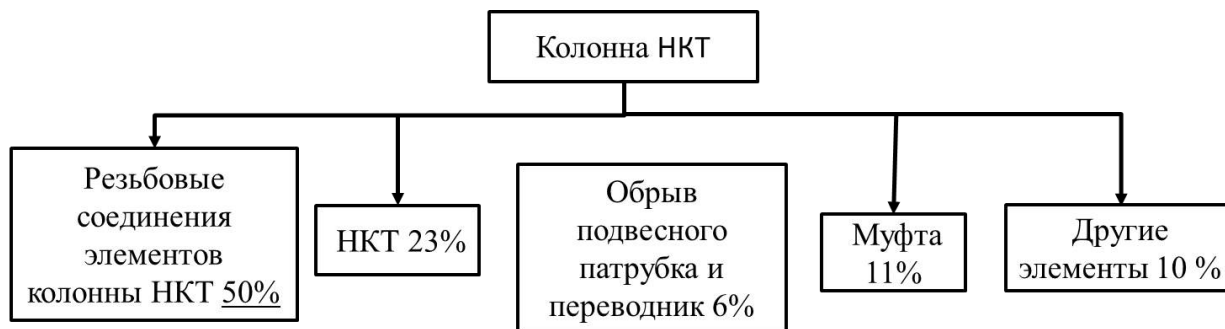 Колонна НКТ
Резьбовые
соединения
элементов
колонны НКТ 50%
НКТ 23%
Обрыв
подвесного
патрубка и
переводник 6%
Муфта
11%
Другие
элементы 10 %